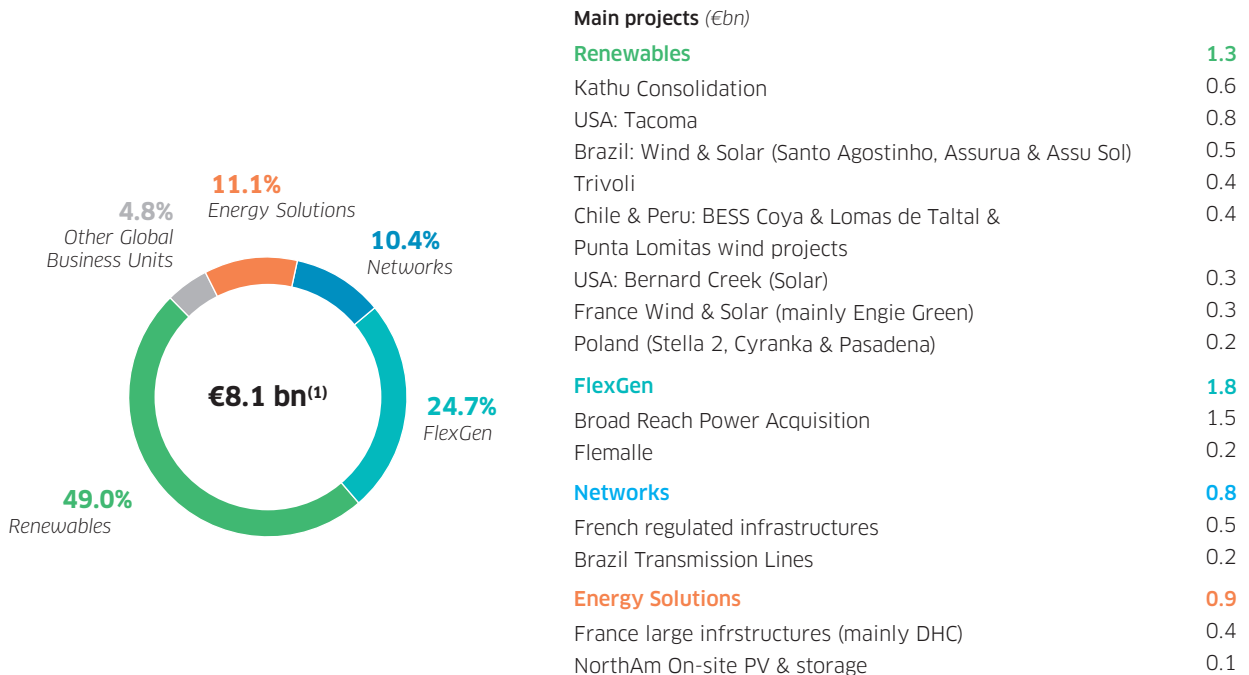 11.1%
Energy Solutions
4.8%
Other Global
Business Units
10.4%
Networks
€8.1 bn(1)
24.7%
FlexGen
49.0%
Renewables
Main projects (€bn)
Renewables 1.3
Kathu Consolidation 0.6
USA: Tacoma 0.8
Brazil: Wind & Solar (Santo Agostinho, Assurua & Assu Sol) 0.5
Trivoli 0.4
Chile & Peru: BESS Coya & Lomas de Taltal & 0.4
Punta Lomitas wind projects
USA: Bernard Creek (Solar) 0.3
France Wind & Solar (mainly Engie Green) 0.3
Poland (Stella 2, Cyranka & Pasadena) 0.2
FlexGen 1.8
Broad Reach Power Acquisition 1.5
Flemalle 0.2
Networks 0.8
French regulated infrastructures 0.5
Brazil Transmission Lines 0.2
Energy Solutions 0.9
France large infrstructures (mainly DHC) 0.4
NorthAm On-site PV & storage 0.1